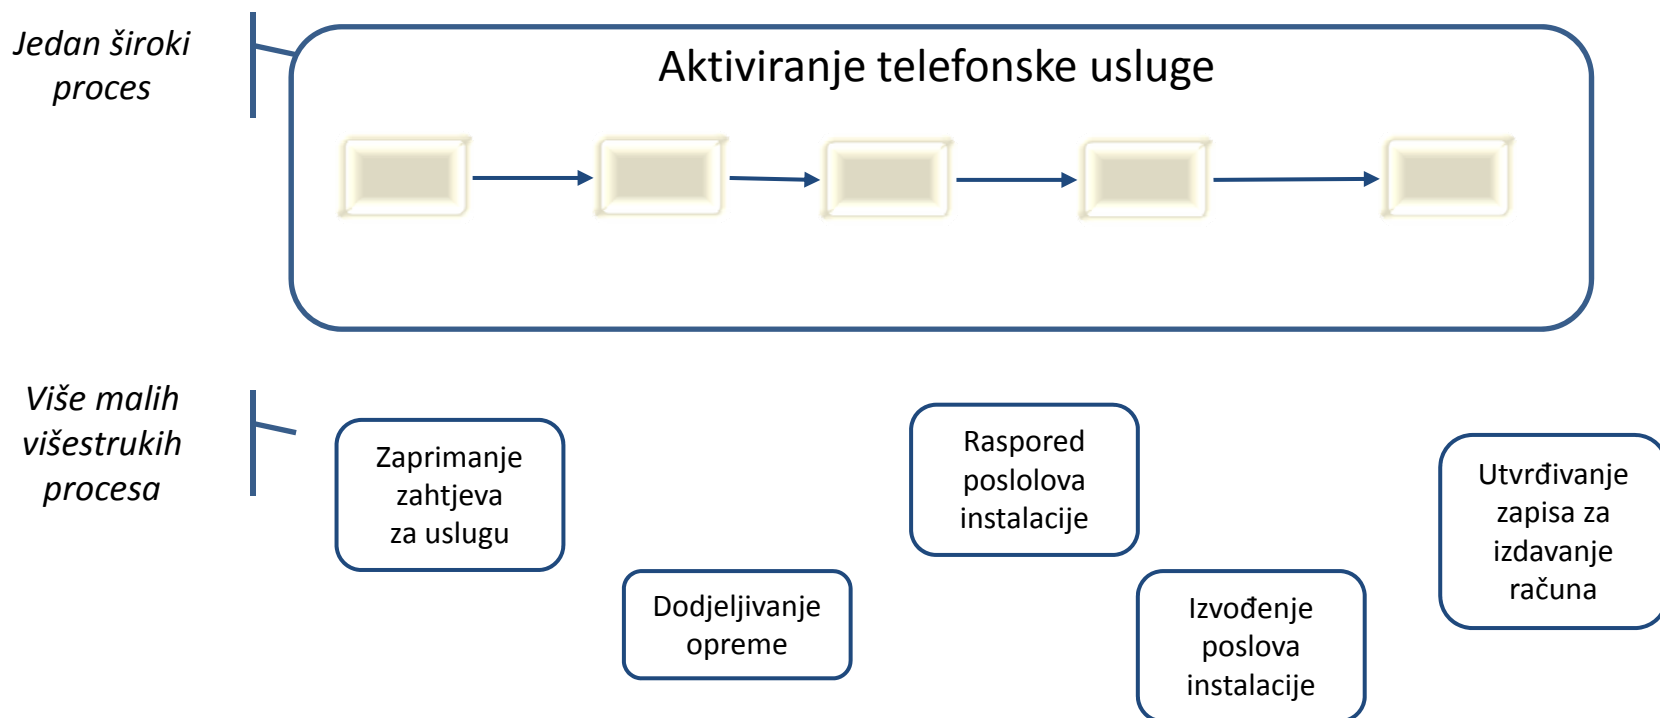 Jedan široki
proces
Aktiviranje telefonske usluge
Više malih
višestrukih
procesa
Zaprimanje
zahtjeva
za uslugu
Dodjeljivanje
opreme
Raspored
poslolova
instalacije
Izvođenje
poslova
instalacije
Utvrđivanje
zapisa za
izdavanje
računa